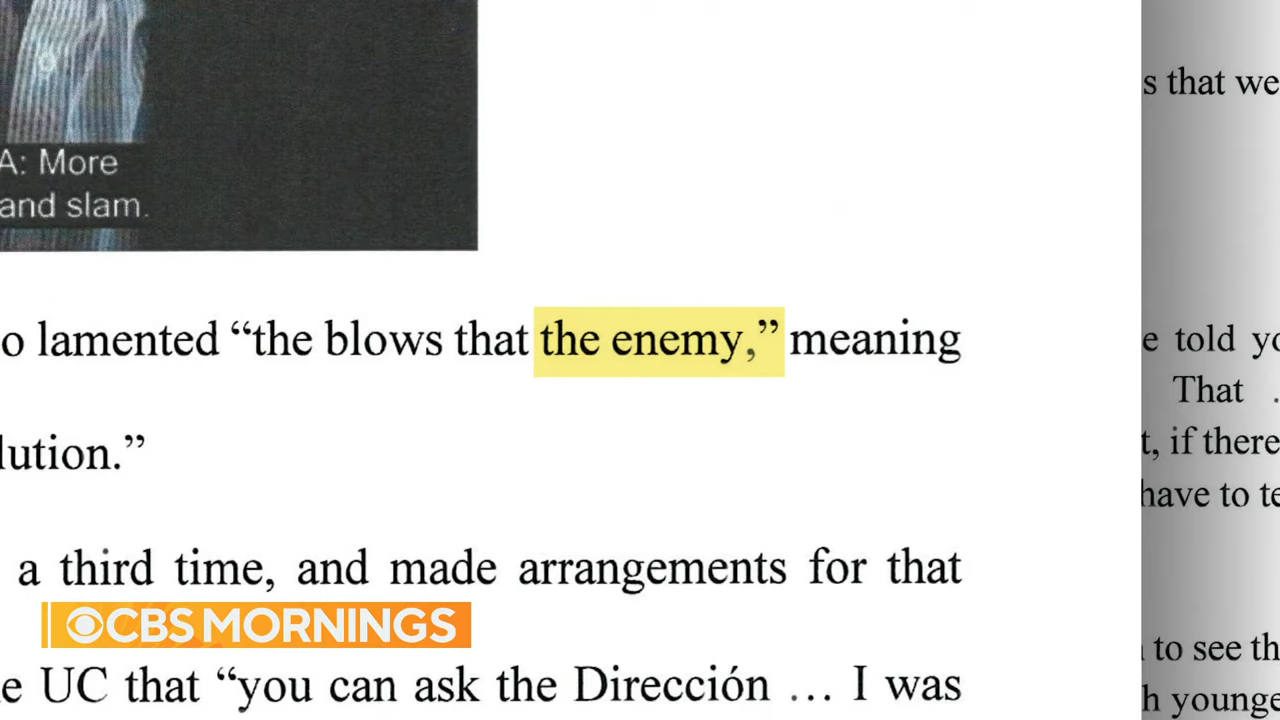 A: More
and slam.
o lamented “the blows that the enemy,” meaning
lution.”
a third time, and made arrangements for that
CBS MORNINGS
e UC that “you can ask the Dirección … I was
s that we
e told yo
That .
t, if there
have to te
to see th
h younge